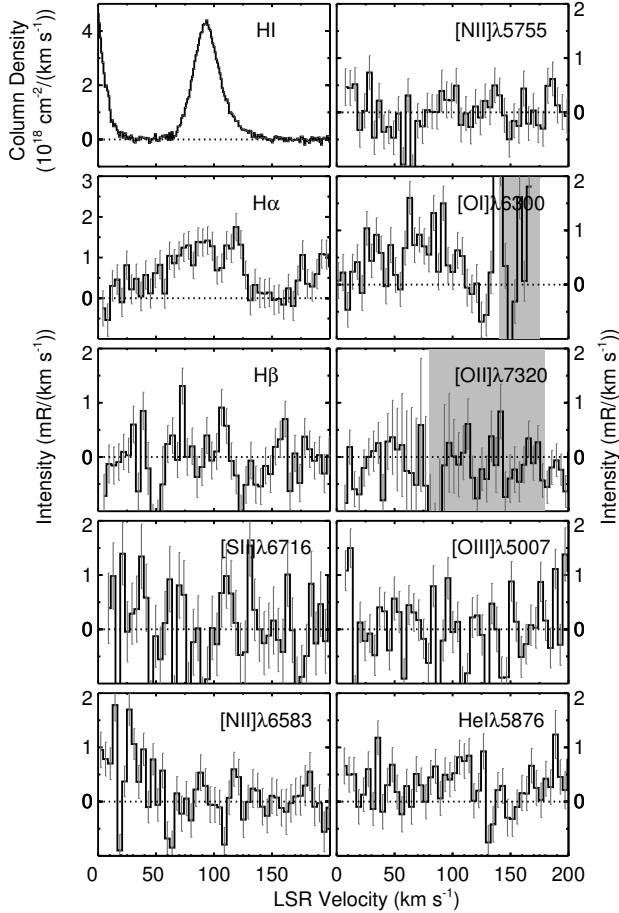 HI
[NII]λ5755
Column Density
(10¹⁸ cm⁻²/(km s⁻¹))
4
2
0
2
1
0
Hα
[OI]λ6300
3
2
1
0
2
1
0
Hβ
[OII]λ7320
2
1
0
2
1
0
Intensity (mR/(km s⁻¹))
Intensity (mR/(km s⁻¹))
[SII]λ6716
[OIII]λ5007
2
1
0
2
1
0
[NII]λ6583
HeIλ5876
2
1
0
2
1
0
0 50 100 150 0 50 100 150 200
LSR Velocity (km s⁻¹)